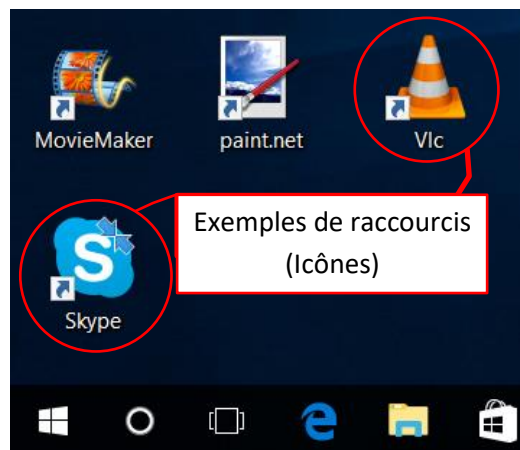 MovieMaker paint.net Vlc
Exemples de raccourcis
(Icônes)
Skype